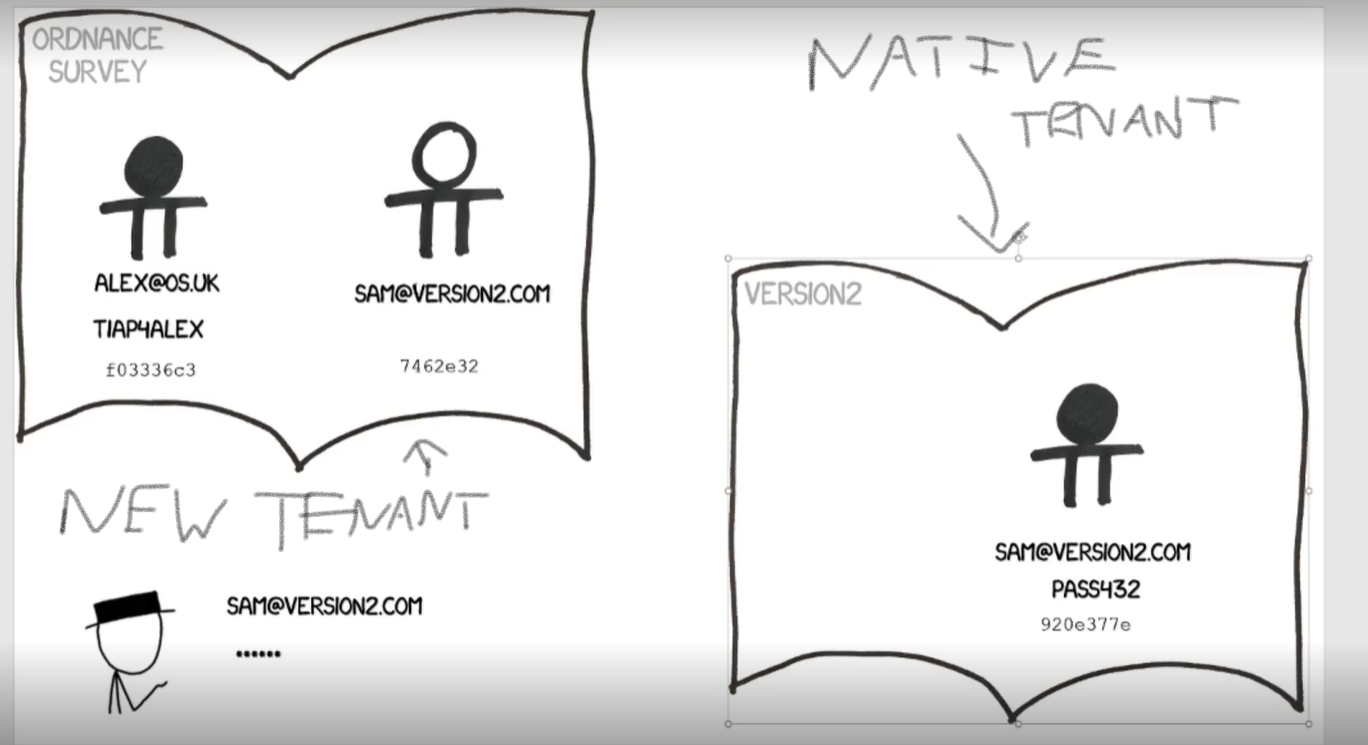 ORDNANCE
SURVEY
ALEX@OS.UK
T1AP4ALEX
f03336c3
SAM@VERSION2.COM
7462e32
NEW TENANT
SAM@VERSION2.COM
••••••
NATIVE
TENANT
VERSION2
SAM@VERSION2.COM
PASS432
920e377e